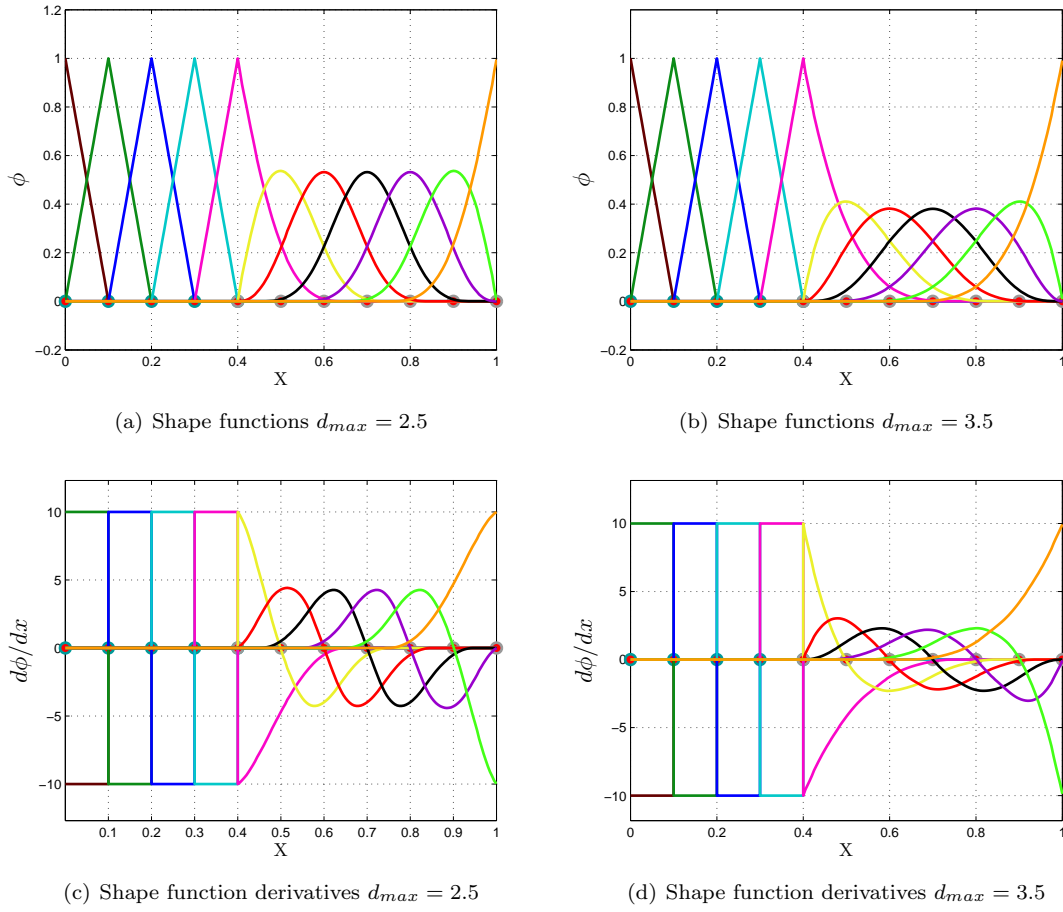 1.2
1
0.8
0.6
0.4
0.2
0
−0.2
ϕ
0 0.2 0.4 0.6 0.8 1
X
(a) Shape functions d_max = 2.5
1.2
1
0.8
0.6
0.4
0.2
0
−0.2
ϕ
0 0.2 0.4 0.6 0.8 1
X
(b) Shape functions d_max = 3.5
10
5
0
−5
−10
dϕ/dx
0.1 0.2 0.3 0.4 0.5 0.6 0.7 0.8 0.9 1
X
(c) Shape function derivatives d_max = 2.5
10
5
0
−5
−10
dϕ/dx
0 0.2 0.4 0.6 0.8 1
X
(d) Shape function derivatives d_max = 3.5